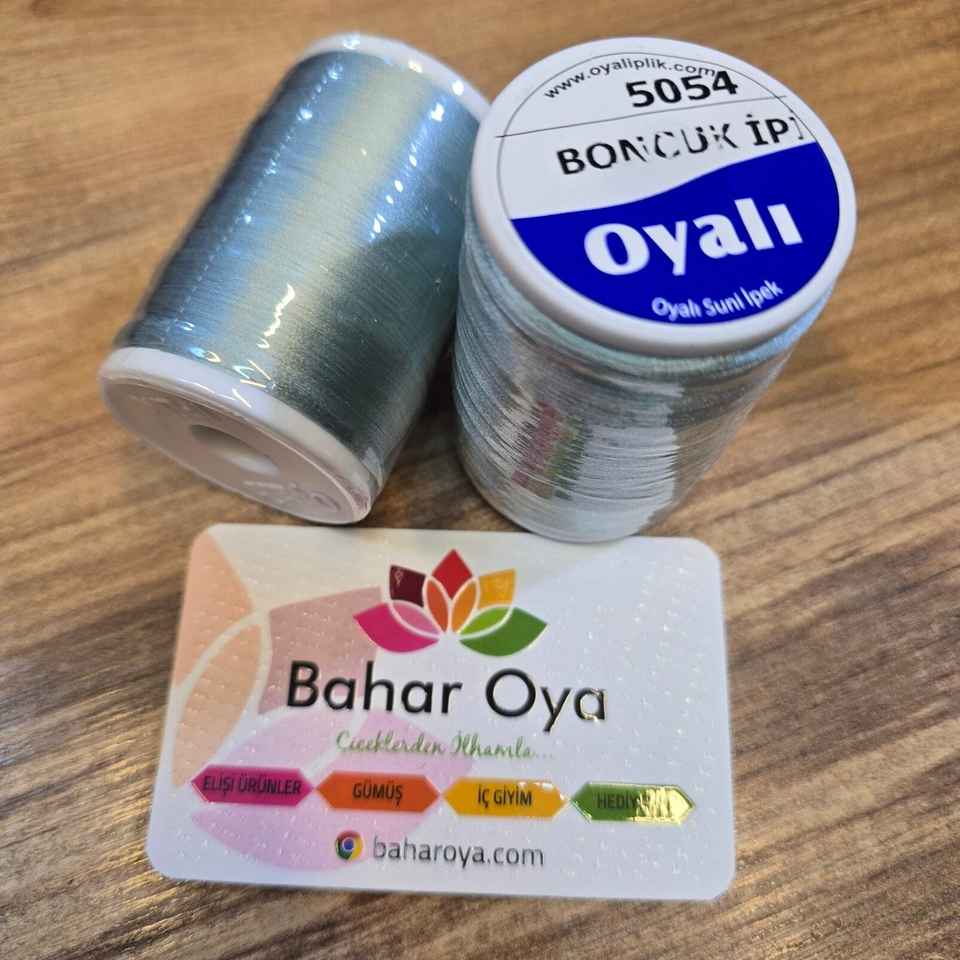 www.oyaliplik.com
5054
BONCUK İPİ
Oyalı
Oyalı Suni İpek
Bahar Oya
Çiçeklerden İlhamla...
ELİŞİ ÜRÜNLER
GÜMÜŞ
İÇ GİYİM
baharoya.com